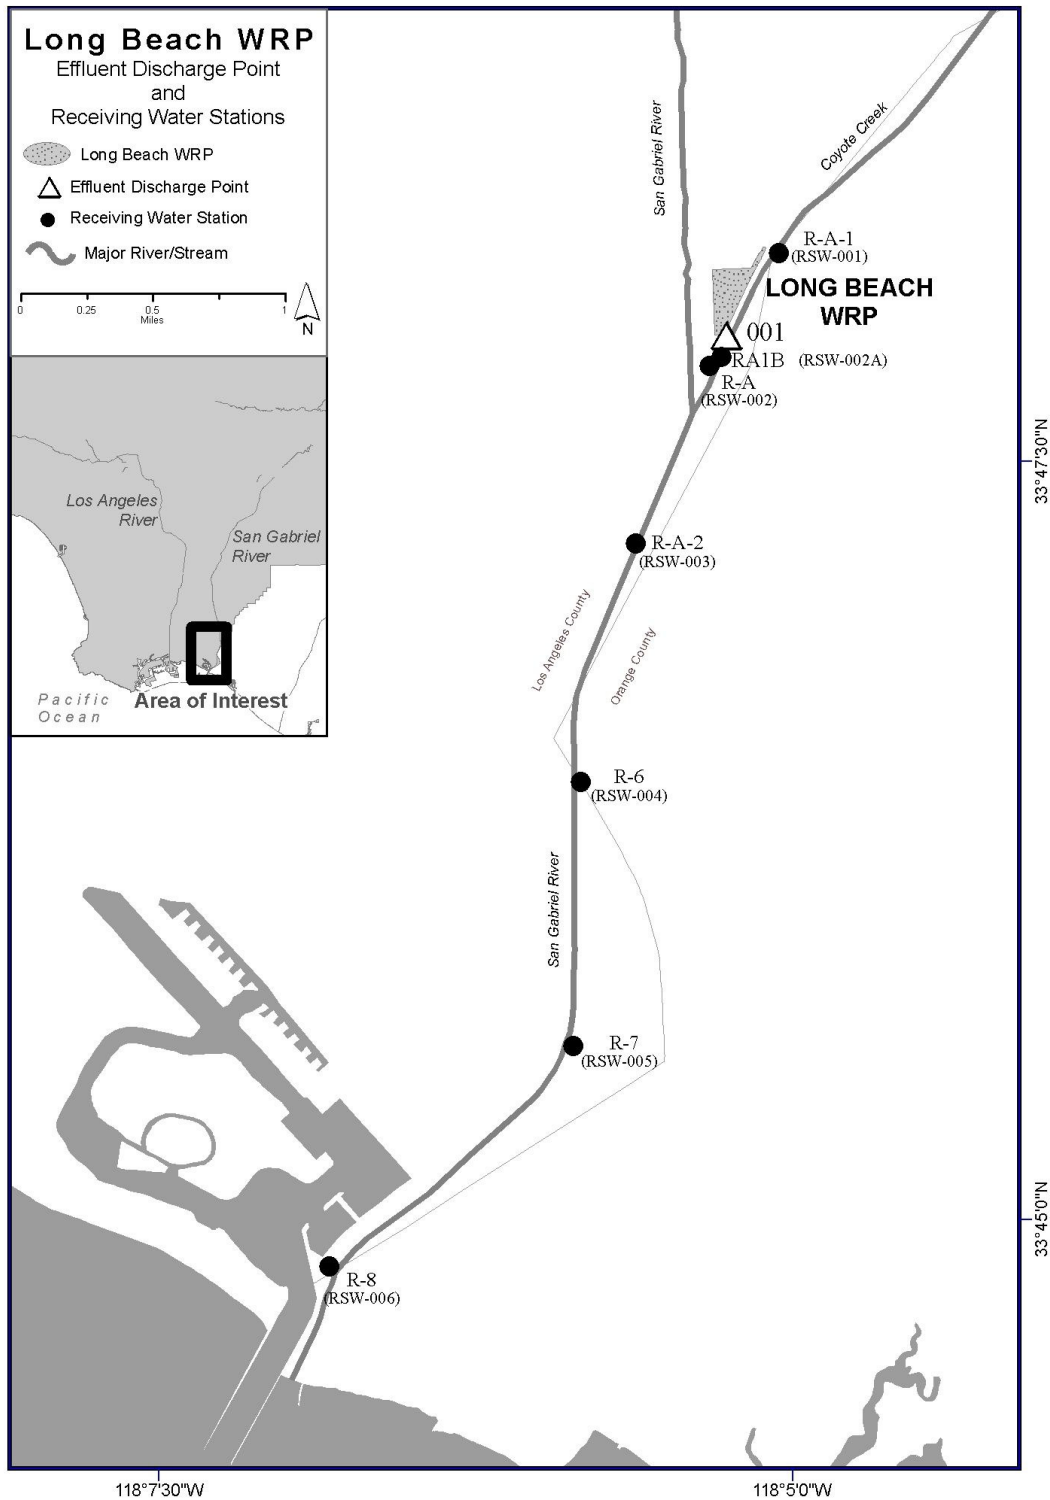 Long Beach WRP
Effluent Discharge Point
and
Receiving Water Stations
Long Beach WRP
Effluent Discharge Point
Receiving Water Station
Major River/Stream
0 0.25 0.5 1
Miles
N
Los Angeles
River
San Gabriel
River
Pacific
Ocean
Area of Interest
San Gabriel River
Coyote Creek
R-A-1
(RSW-001)
LONG BEACH
WRP
001
RA1B (RSW-002A)
R-A
(RSW-002)
33°47'30"N
R-A-2
(RSW-003)
Los Angeles County
Orange County
R-6
(RSW-004)
San Gabriel River
R-7
(RSW-005)
33°45'0"N
R-8
(RSW-006)
118°7'30"W
118°5'0"W